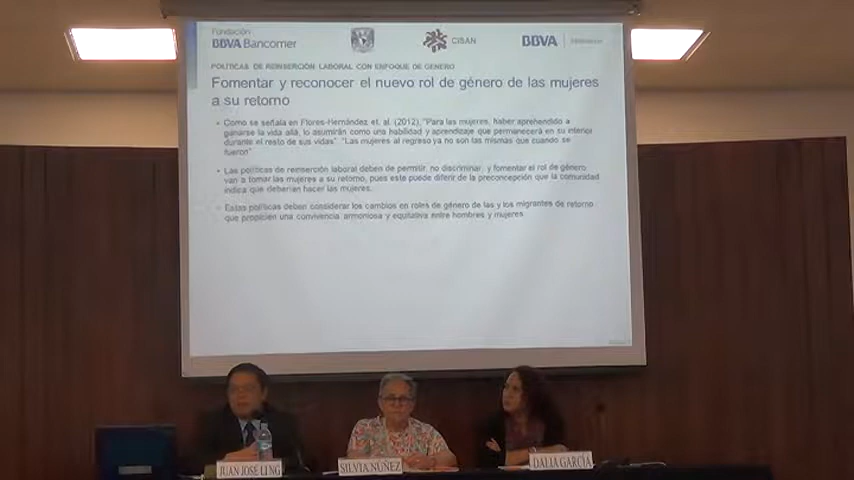 Fundación
BBVA Bancomer
CISAN
BBVA
POLÍTICAS DE REINSERCIÓN LABORAL CON ENFOQUE DE GÉNERO
Fomentar y reconocer el nuevo rol de género de las mujeres
a su retorno
• Como se señala en Flores-Hernández et. al. (2012), "Para las mujeres, haber aprehendido a
ganarse la vida allá, lo asumirán como una habilidad y aprendizaje que permanecerá en su interior
durante el resto de sus vidas" "Las mujeres al regreso ya no son las mismas que cuando se
fueron"
• Las políticas de reinserción laboral deben de permitir, no discriminar, y fomentar el rol de género
van a tomar las mujeres a su retorno, pues este puede diferir de la preconcepción que la comunidad
indica que deberían hacer las mujeres.
• Estas políticas deben considerar los cambios en roles de género de las y los migrantes de retorno
que propicien una convivencia armoniosa y equitativa entre hombres y mujeres
JUAN JOSÉ LI NG
SILVIA NÚÑEZ
DALIA GARCÍA